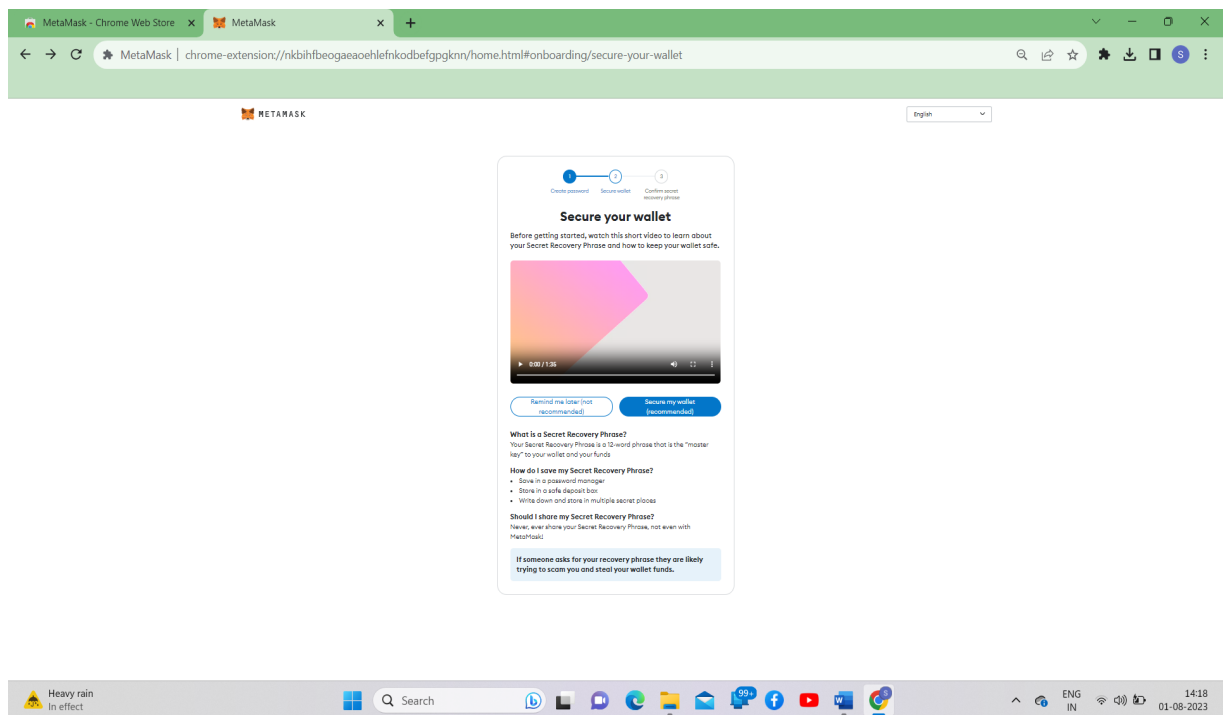 MetaMask - Chrome Web Store
MetaMask
MetaMask | chrome-extension://nkbihfbeogaeaoehlefnkodbefgpgknn/home.html#onboarding/secure-your-wallet
S
METAMASK
English
1
2
3
Create password
Secure wallet
Confirm secret
recovery phrase
Secure your wallet
Before getting started, watch this short video to learn about
your Secret Recovery Phrase and how to keep your wallet safe.
0:00 / 1:35
Remind me later (not
recommended)
Secure my wallet
(recommended)
What is a Secret Recovery Phrase?
Your Secret Recovery Phrase is a 12-word phrase that is the "master
key" to your wallet and your funds
How do I save my Secret Recovery Phrase?
• Save in a password manager
• Store in a safe deposit box
• Write down and store in multiple secret places
Should I share my Secret Recovery Phrase?
Never, ever share your Secret Recovery Phrase, not even with
MetaMask!
If someone asks for your recovery phrase they are likely
trying to scam you and steal your wallet funds.
Heavy rain
In effect
Search
99+
S
ENG
IN
14:18
01-08-2023